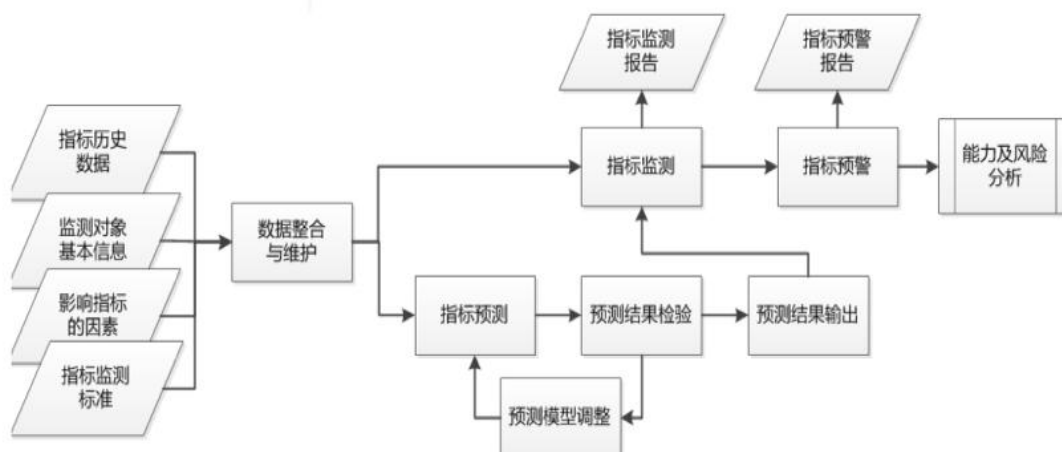 指标监测
报告
指标预警
报告
指标历史
数据
指标监测
指标预警
能力及风险
分析
监测对象
基本信息
数据整合
与维护
影响指标
的因素
指标预测
预测结果检验
预测结果输出
指标监测
标准
预测模型调整